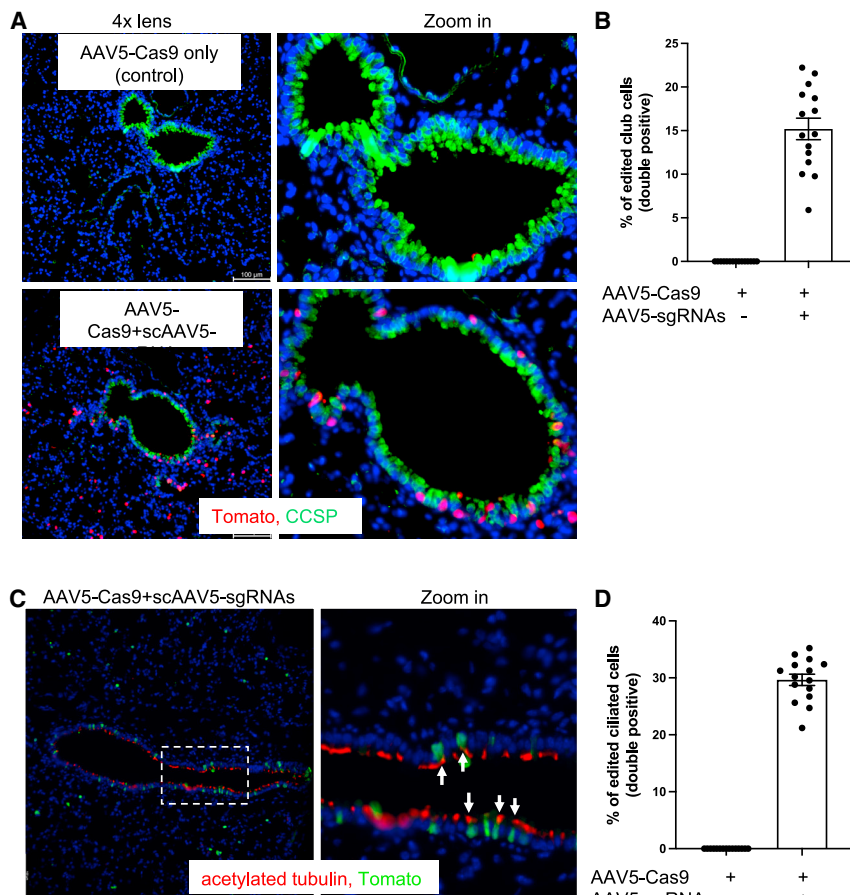 A
4x lens
Zoom in
AAV5-Cas9 only
(control)
100 µm
AAV5-
Cas9+scAAV5-
Tomato, CCSP
B
% of edited club cells
(double positive)
25
20
15
10
5
0
AAV5-Cas9 + +
AAV5-sgRNAs - +
C
AAV5-Cas9+scAAV5-sgRNAs
Zoom in
acetylated tubulin, Tomato
D
% of edited ciliated cells
(double positive)
40
30
20
10
0
AAV5-Cas9 + +